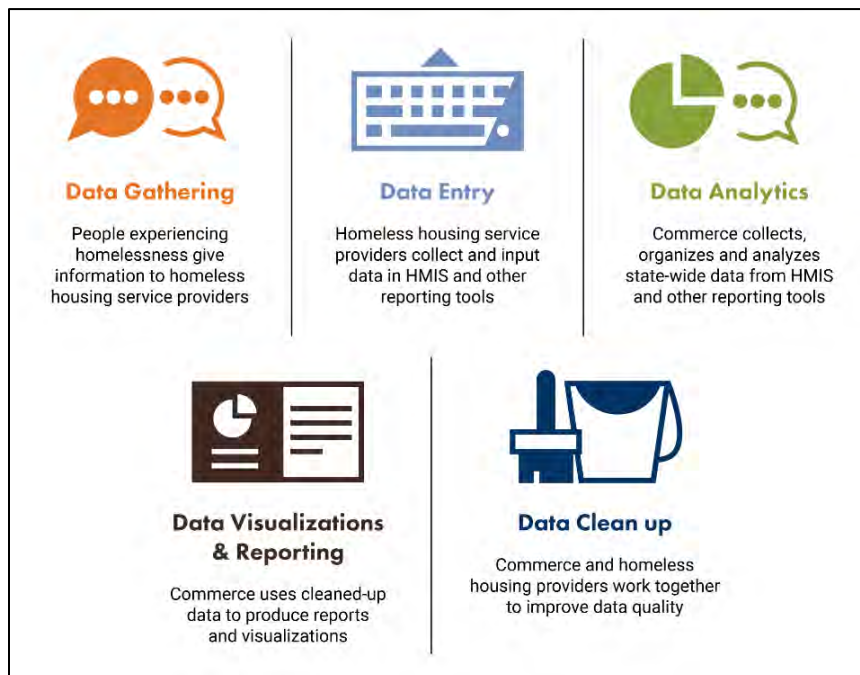 Data Gathering
People experiencing
homelessness give
information to homeless
housing service providers
Data Entry
Homeless housing service
providers collect and input
data in HMIS and other
reporting tools
Data Analytics
Commerce collects,
organizes and analyzes
state-wide data from HMIS
and other reporting tools
Data Visualizations
& Reporting
Commerce uses cleaned-up
data to produce reports
and visualizations
Data Clean up
Commerce and homeless
housing providers work together
to improve data quality